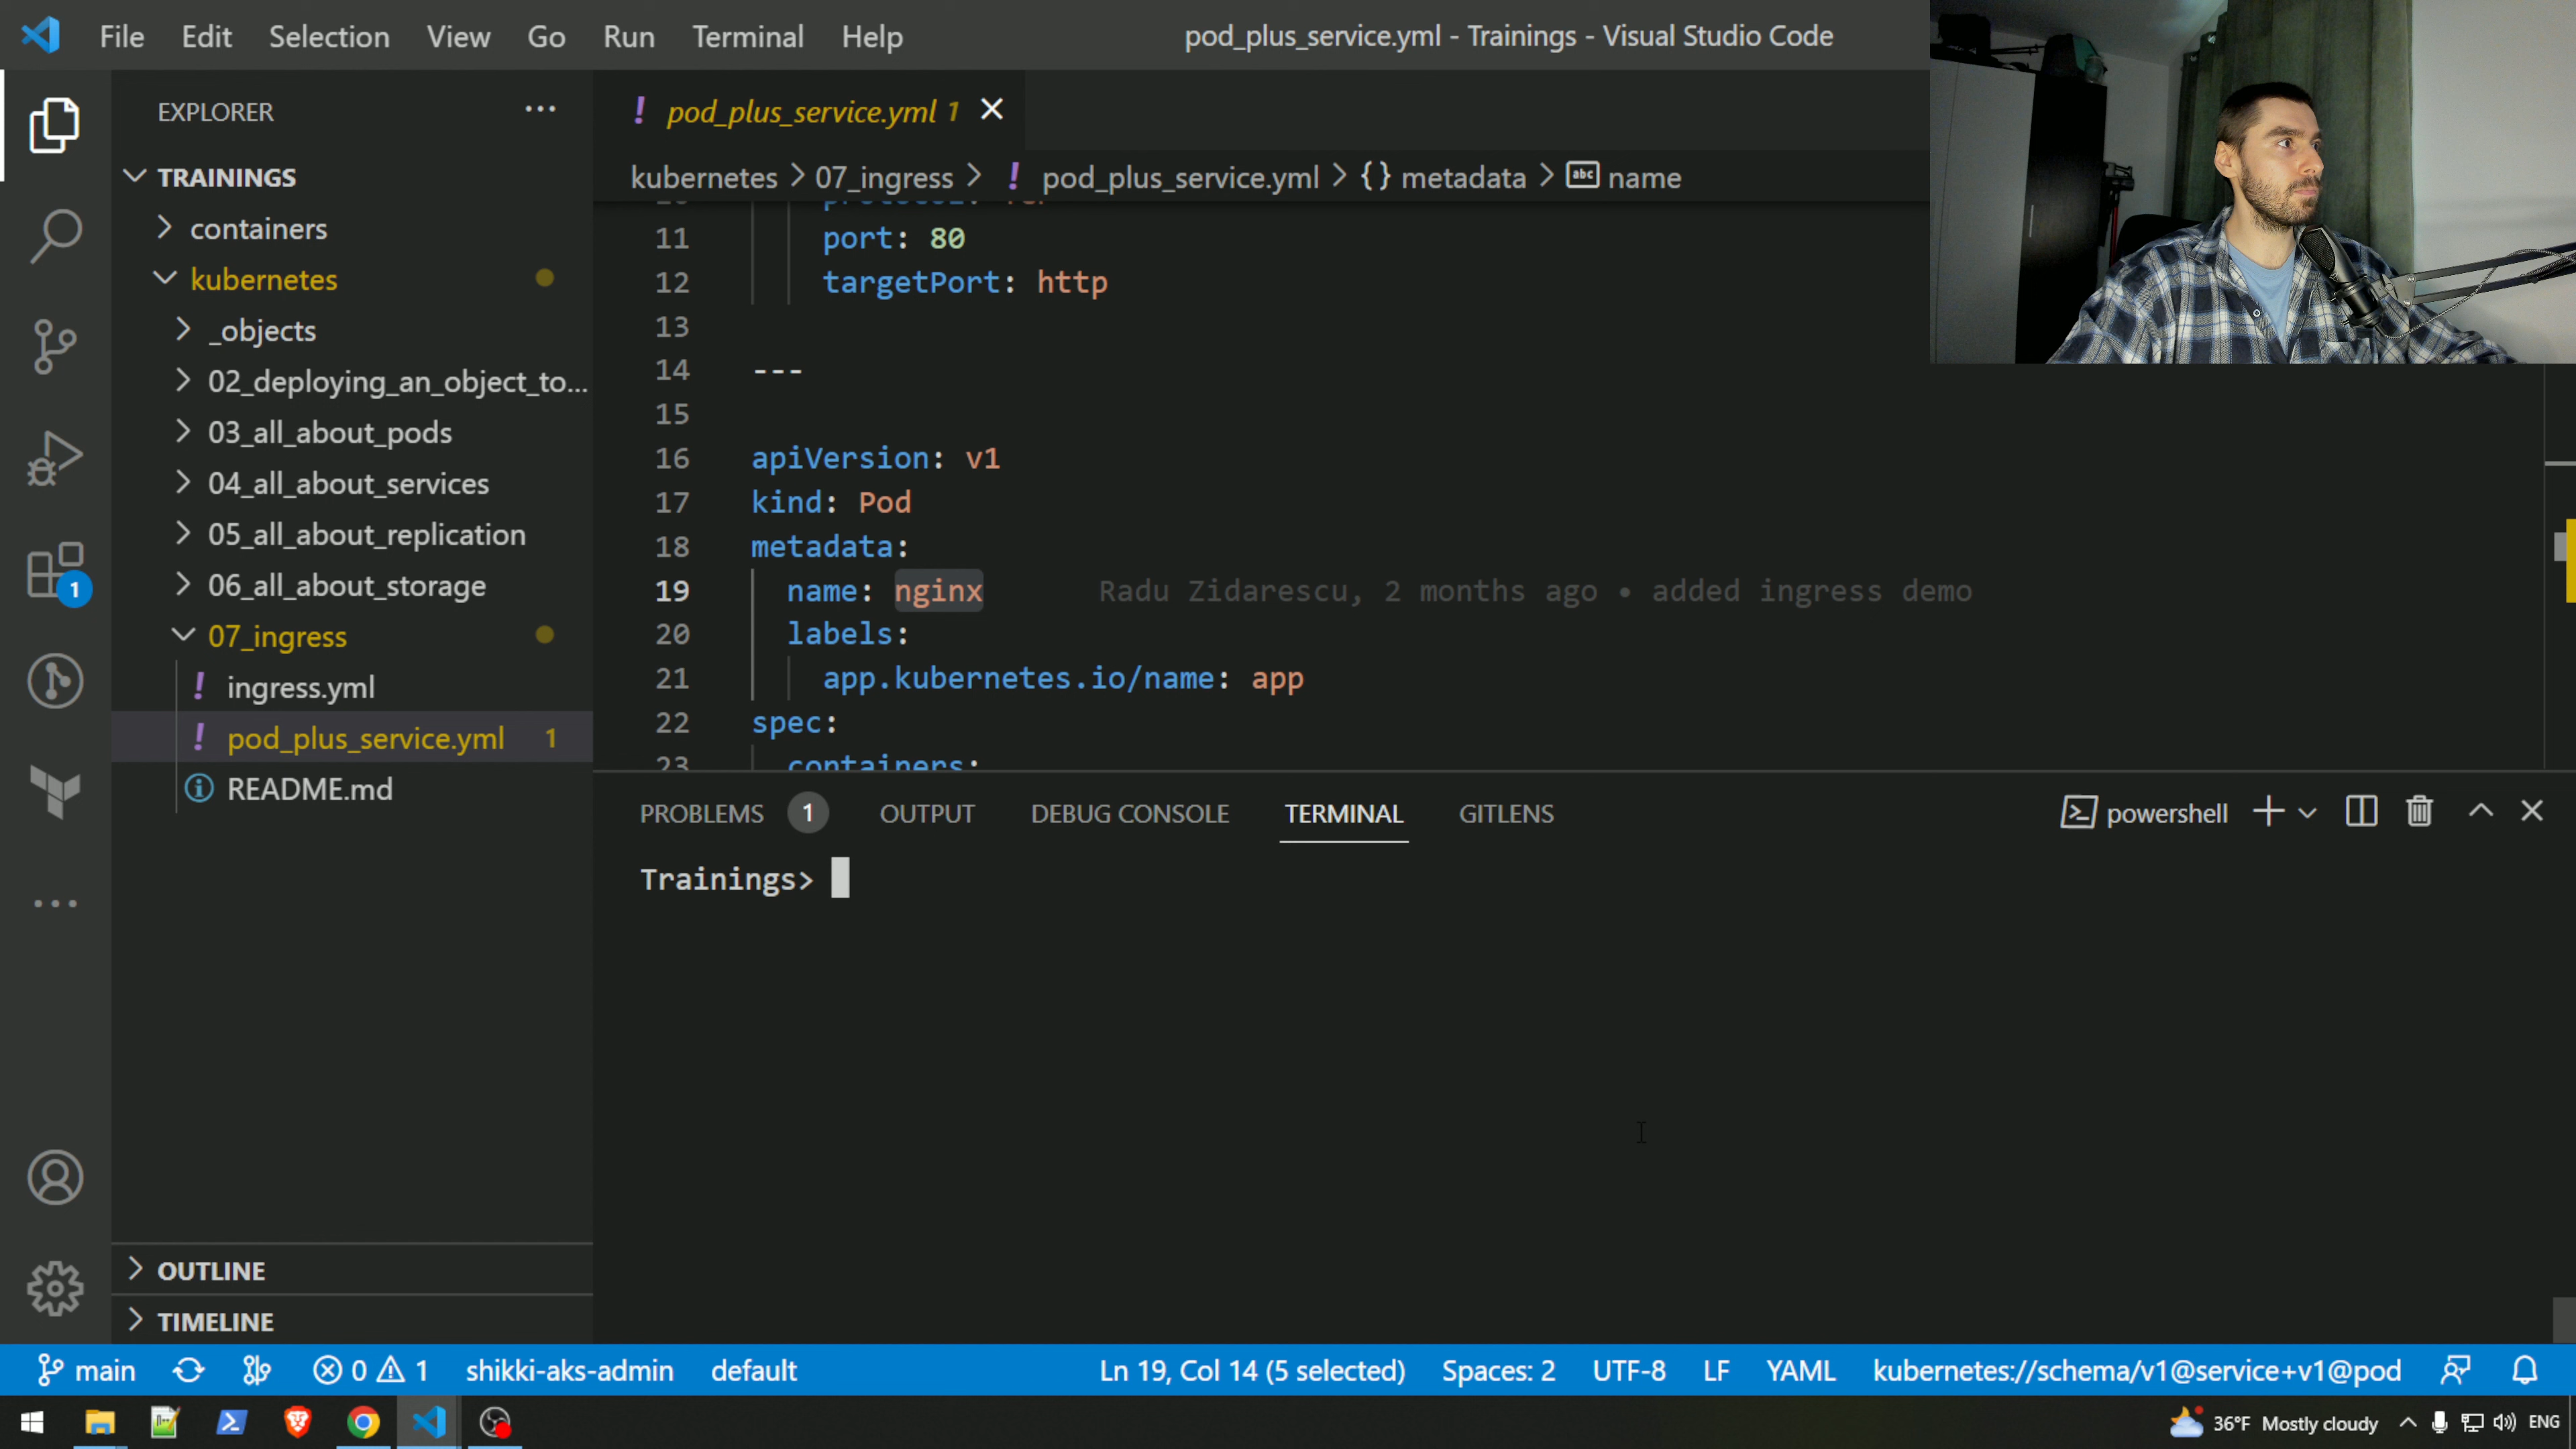 File Edit Selection View Go Run Terminal Help
pod_plus_service.yml - Trainings - Visual Studio Code
EXPLORER ...
TRAININGS
containers
kubernetes
_objects
02_deploying_an_object_to...
03_all_about_pods
04_all_about_services
05_all_about_replication
06_all_about_storage
07_ingress
! ingress.yml
! pod_plus_service.yml 1
README.md
OUTLINE
TIMELINE
! pod_plus_service.yml 1
kubernetes > 07_ingress > ! pod_plus_service.yml > {} metadata > abc name
11 port: 80
12 targetPort: http
13
14 ---
15
16 apiVersion: v1
17 kind: Pod
18 metadata:
19 name: nginx Radu Zidarescu, 2 months ago • added ingress demo
20 labels:
21 app.kubernetes.io/name: app
22 spec:
23 containers:
PROBLEMS 1 OUTPUT DEBUG CONSOLE TERMINAL GITLENS
powershell
Trainings>
1
main 0 1 shikki-aks-admin default
Ln 19, Col 14 (5 selected) Spaces: 2 UTF-8 LF YAML kubernetes://schema/v1@service+v1@pod
36°F Mostly cloudy ENG